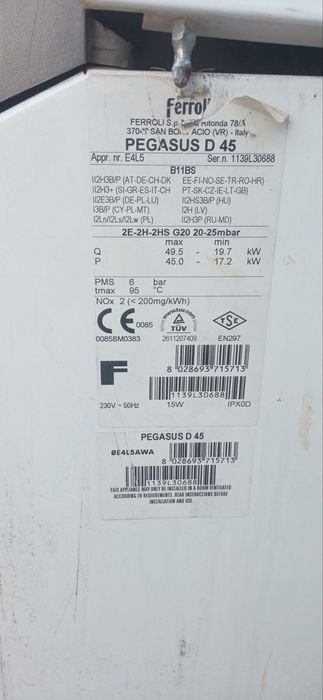 Ferroli
FERROLI S.p Ritonda 78/A
37047 SAN BO ACIO (VR) - Italy
PEGASUS D 45
Appr. nr. E4L5 Ser.n. 1139L30688
B11BS
II2H3B/P (AT-DE-CH-DK EE-FI-NO-SE-TR-RO-HR)
II2H3+ (SI-GR-ES-IT-CH PT-SK-CZ-IE-LT-GB)
II2E3B/P (DE-PL-LU) II2HS3B/P (HU)
I3B/P (CY-PL-MT) I2H (LV)
I2Ln/I2Ls/I2Lw (PL) II2H3P (RU-MD)
2E-2H-2HS G20 20-25mbar
max min
Q 49.5 - 19.7 kW
P 45.0 - 17.2 kW
PMS 6 bar
tmax 95 °C
NOx 2 (< 200mg/kWh)
CE 0085 TÜV TSE
0085BM0383 2611207409 EN297
F
8 028693 715713
1139L30688
230V ~ 50Hz 15W IPX0D
PEGASUS D 45
0E4L5AWA
8 028693 715713
1139L30688
THIS APPLIANCE MAY ONLY BE INSTALLED IN A ROOM VENTILATED
ACCORDING TO REQUIREMENTS. READ INSTRUCTIONS BEFORE
INSTALLATION AND USE